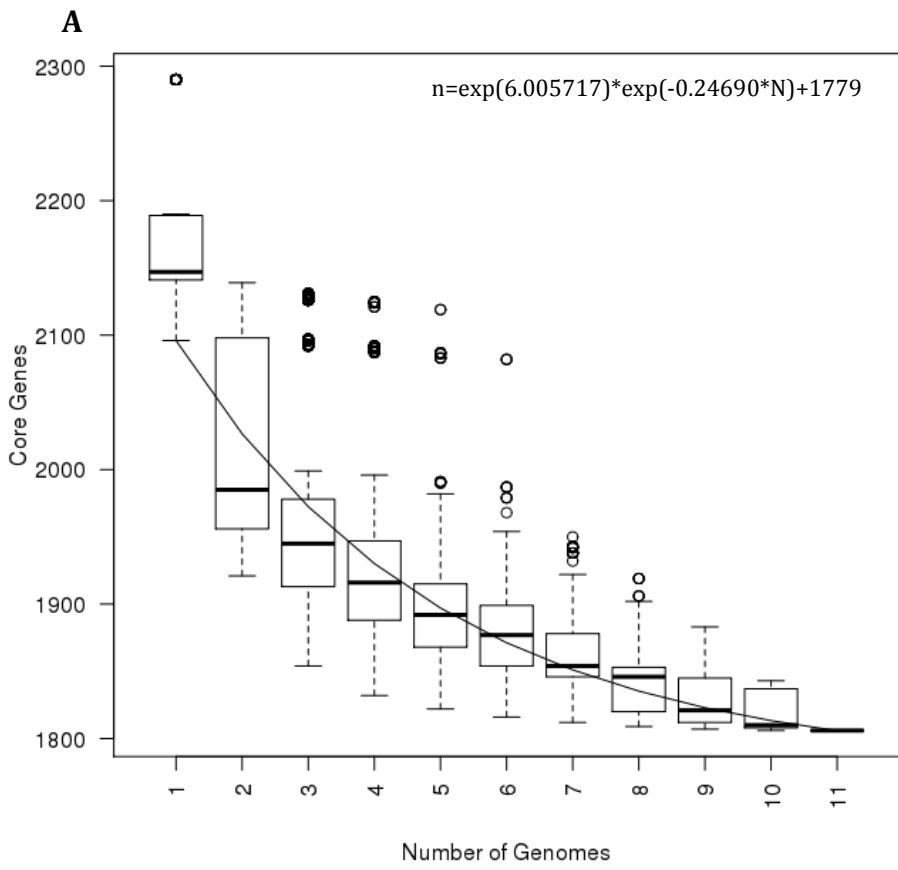 A
n=exp(6.005717)*exp(-0.24690*N)+1779
2300
2200
2100
2000
1900
1800
Core Genes
1 2 3 4 5 6 7 8 9 10 11
Number of Genomes